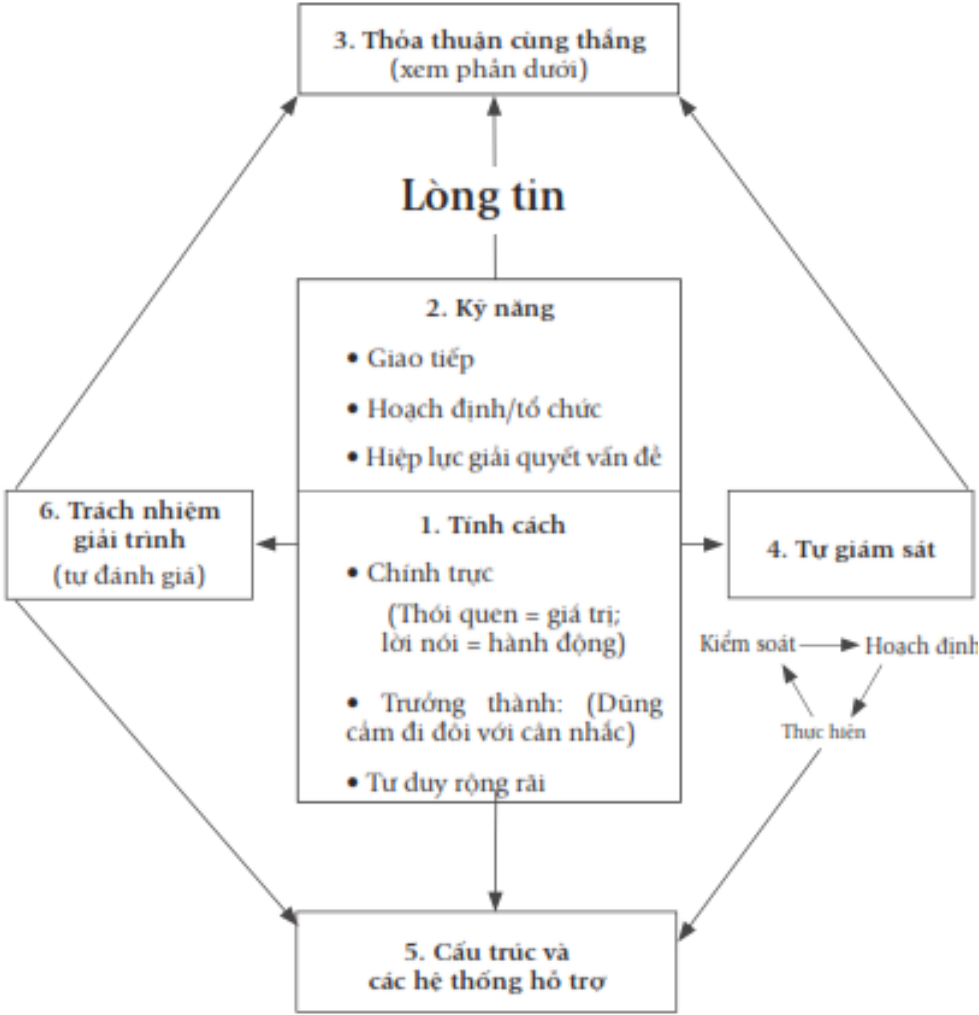 3. Thỏa thuận cùng thắng
(xem phần dưới)
Lòng tin
2. Kỹ năng
• Giao tiếp
• Hoạch định/tổ chức
• Hiệp lực giải quyết vấn đề
6. Trách nhiệm
giải trình
(tự đánh giá)
1. Tính cách
• Chính trực
(Thói quen = giá trị;
lời nói = hành động)
• Trưởng thành: (Dũng
cảm đi đôi với cân nhắc)
• Tư duy rộng rãi
4. Tự giám sát
Kiểm soát
Hoạch định
Thực hiện
5. Cấu trúc và
các hệ thống hỗ trợ